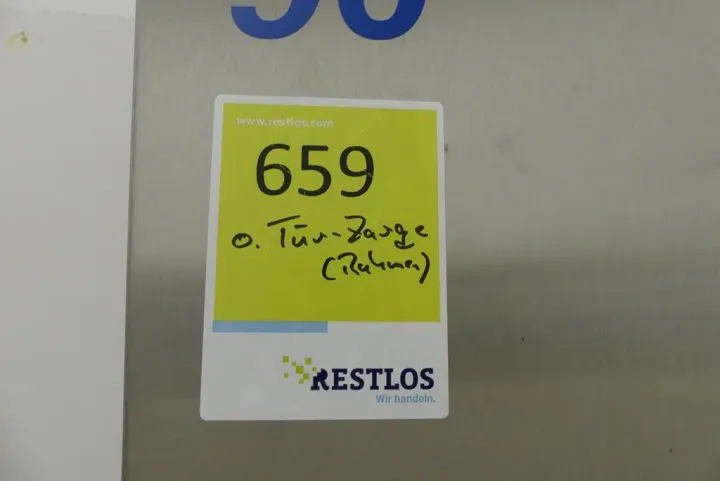 www.restlos.com
659
o. Tür-Zarge
(Rahmen)
RESTLOS
Wir handeln.